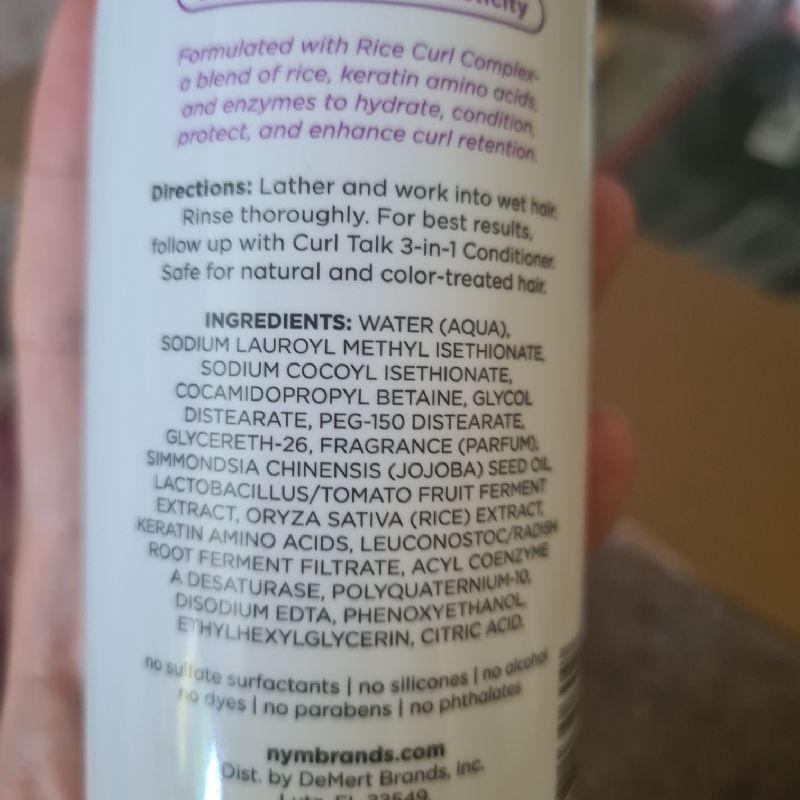 Formulated with Rice Curl Complex-
a blend of rice, keratin amino acids,
and enzymes to hydrate, condition,
protect, and enhance curl retention.
Directions: Lather and work into wet hair.
Rinse thoroughly. For best results,
follow up with Curl Talk 3-in-1 Conditioner.
Safe for natural and color-treated hair.
INGREDIENTS: WATER (AQUA),
SODIUM LAUROYL METHYL ISETHIONATE,
SODIUM COCOYL ISETHIONATE,
COCAMIDOPROPYL BETAINE, GLYCOL
DISTEARATE, PEG-150 DISTEARATE,
GLYCERETH-26, FRAGRANCE (PARFUM),
SIMMONDSIA CHINENSIS (JOJOBA) SEED OIL,
LACTOBACILLUS/TOMATO FRUIT FERMENT
EXTRACT, ORYZA SATIVA (RICE) EXTRACT,
KERATIN AMINO ACIDS, LEUCONOSTOC/RADISH
ROOT FERMENT FILTRATE, ACYL COENZYME
A DESATURASE, POLYQUATERNIUM-10,
DISODIUM EDTA, PHENOXYETHANOL,
ETHYLHEXYLGLYCERIN, CITRIC ACID.
no sulfate surfactants | no silicones | no alcohol
no dyes | no parabens | no phthalates
nymbrands.com
Dist. by DeMert Brands, Inc.
Lutz, FL 33549.